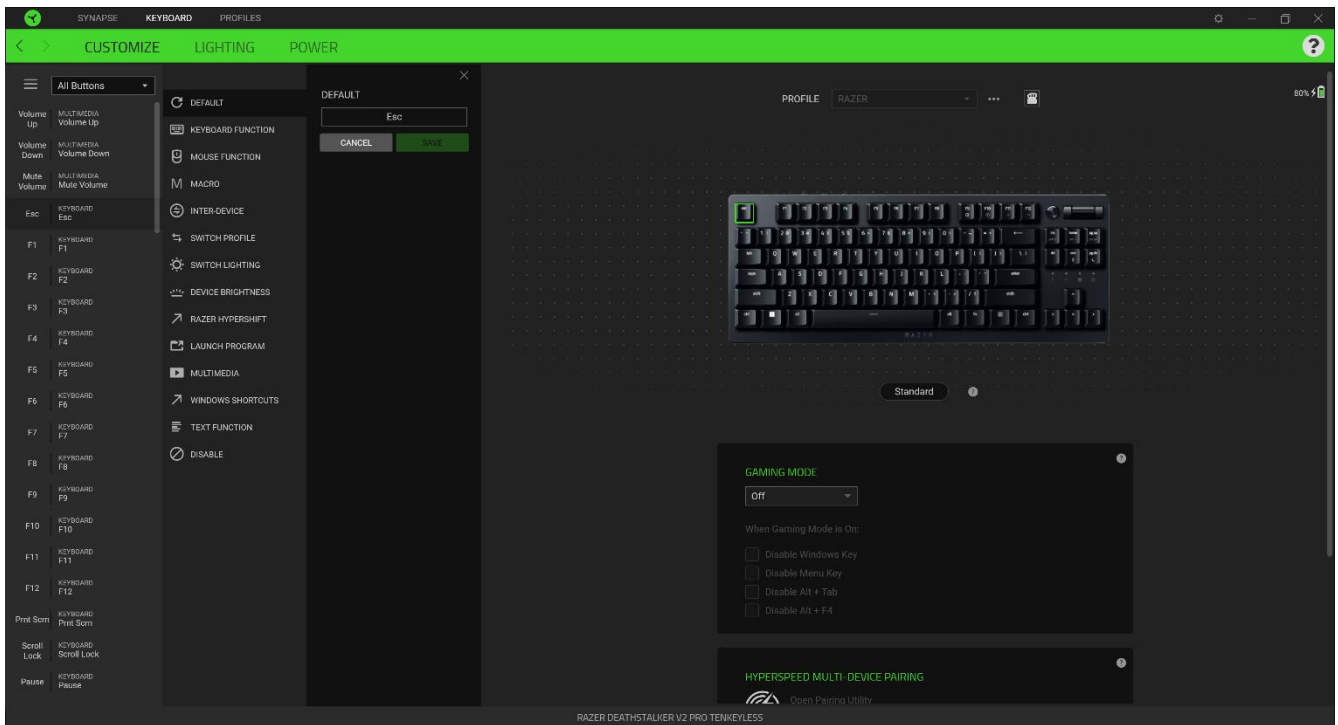 SYNAPSE KEYBOARD PROFILES
CUSTOMIZE LIGHTING POWER ?
All Buttons
Volume Up MULTIMEDIA Volume Up
Volume Down MULTIMEDIA Volume Down
Mute Volume MULTIMEDIA Mute Volume
Esc KEYBOARD Esc
F1 KEYBOARD F1
F2 KEYBOARD F2
F3 KEYBOARD F3
F4 KEYBOARD F4
F5 KEYBOARD F5
F6 KEYBOARD F6
F7 KEYBOARD F7
F8 KEYBOARD F8
F9 KEYBOARD F9
F10 KEYBOARD F10
F11 KEYBOARD F11
F12 KEYBOARD F12
Prnt Scrn KEYBOARD Prnt Scrn
Scroll Lock KEYBOARD Scroll Lock
Pause KEYBOARD Pause
DEFAULT
KEYBOARD FUNCTION
MOUSE FUNCTION
MACRO
INTER-DEVICE
SWITCH PROFILE
SWITCH LIGHTING
DEVICE BRIGHTNESS
RAZER HYPERSHIFT
LAUNCH PROGRAM
MULTIMEDIA
WINDOWS SHORTCUTS
TEXT FUNCTION
DISABLE
DEFAULT
Esc
CANCEL SAVE
PROFILE RAZER
80%
RAZER
Standard ?
GAMING MODE
Off
When Gaming Mode is On:
Disable Windows Key
Disable Menu Key
Disable Alt + Tab
Disable Alt + F4
HYPERSPEED MULTI-DEVICE PAIRING
Open Pairing Utility
RAZER DEATHSTALKER V2 PRO TENKEYLESS